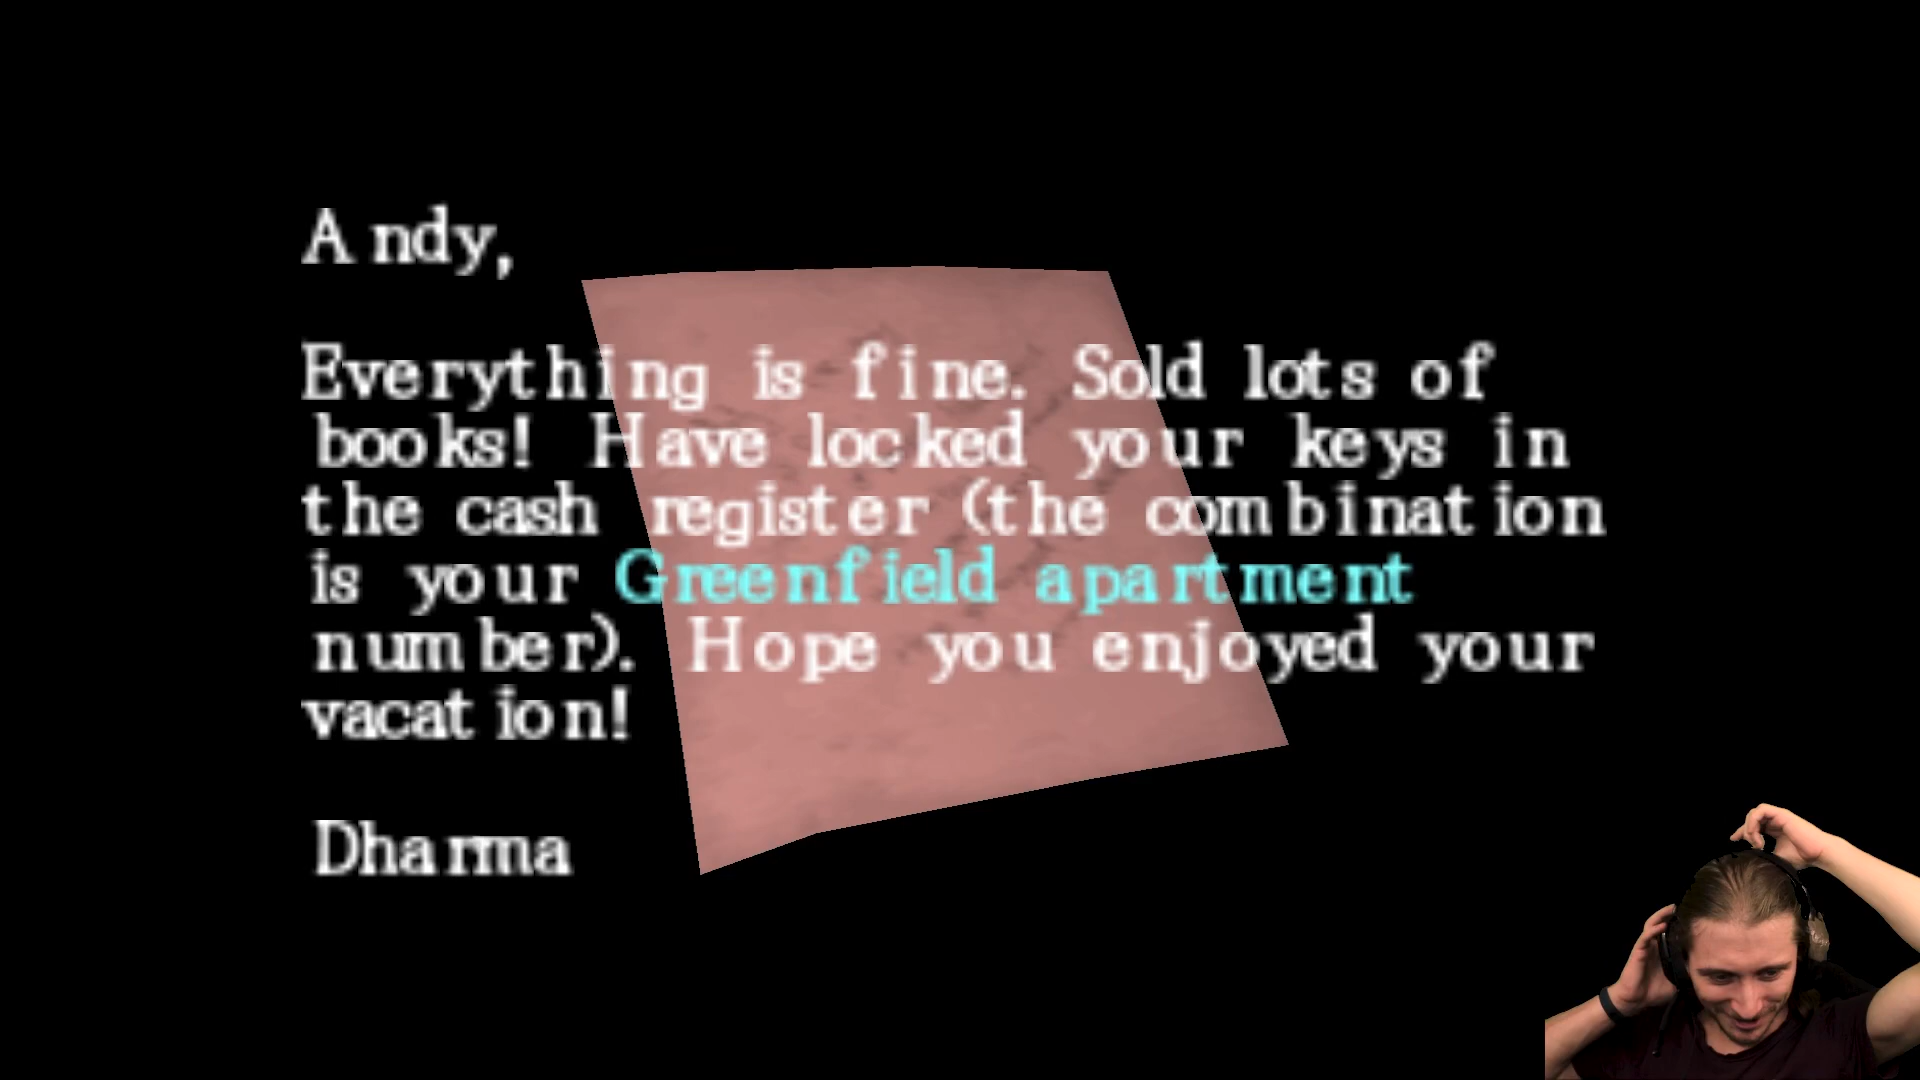 Andy,
Everything is fine. Sold lots of
books! Have locked your keys in
the cash register (the combination
is your Greenfield apartment
number). Hope you enjoyed your
vacation!
Dharma